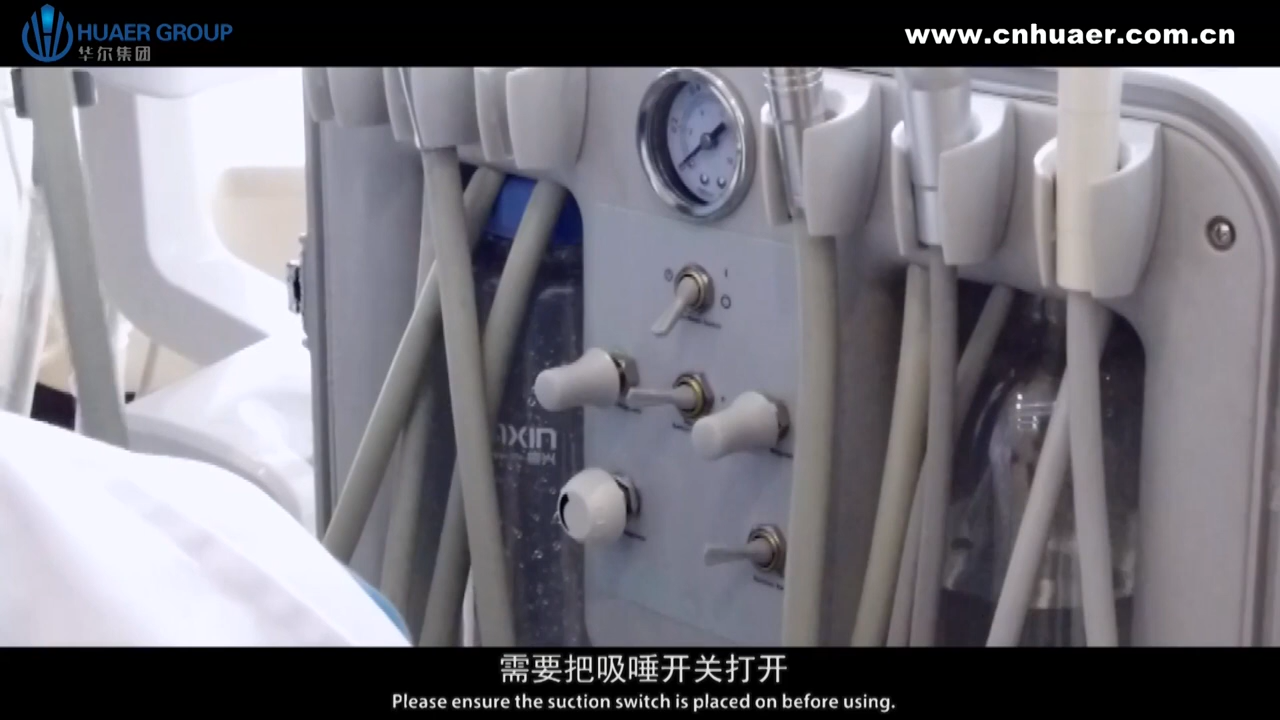 HUAER GROUP
华尔集团
www.cnhuaer.com.cn
需要把吸唾开关打开
Please ensure the suction switch is placed on before using.